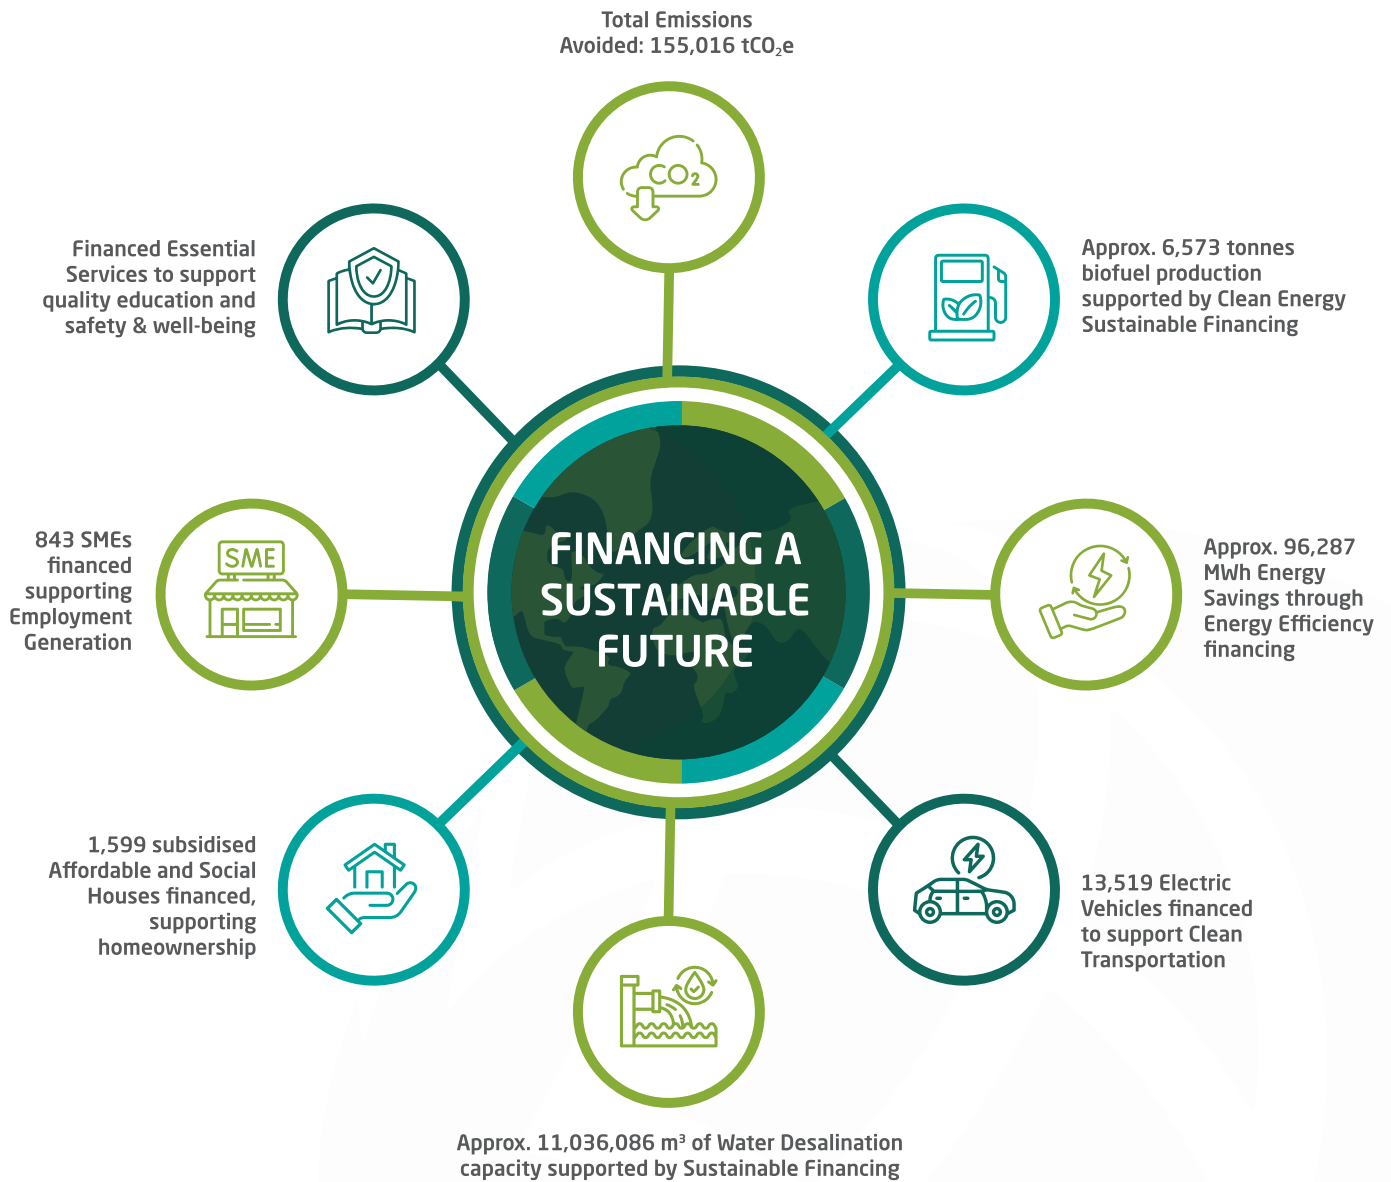 Total Emissions
Avoided: 155,016 tCO₂e
CO₂
Approx. 6,573 tonnes
biofuel production
supported by Clean Energy
Sustainable Financing
Approx. 96,287
MWh Energy
Savings through
Energy Efficiency
financing
13,519 Electric
Vehicles financed
to support Clean
Transportation
Approx. 11,036,086 m³ of Water Desalination
capacity supported by Sustainable Financing
1,599 subsidised
Affordable and Social
Houses financed,
supporting
homeownership
843 SMEs
financed
supporting
Employment
Generation
SME
Financed Essential
Services to support
quality education and
safety & well-being
FINANCING A
SUSTAINABLE
FUTURE